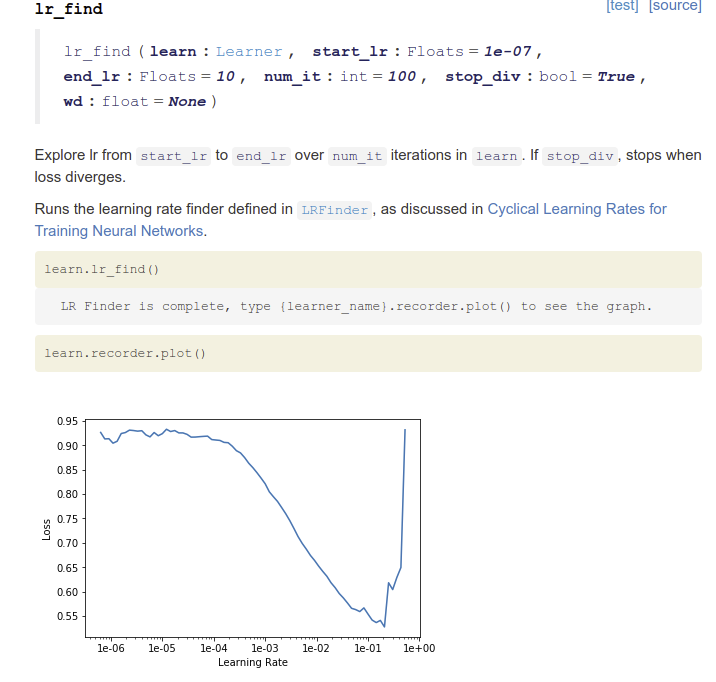 lr_find [test] [source]
lr_find ( learn : Learner , start_lr : Floats = 1e-07 ,
end_lr : Floats = 10 , num_it : int = 100 , stop_div : bool = True ,
wd : float = None )
Explore lr from start_lr to end_lr over num_it iterations in learn . If stop_div , stops when
loss diverges.
Runs the learning rate finder defined in LRFinder , as discussed in Cyclical Learning Rates for
Training Neural Networks.
learn.lr_find()
LR Finder is complete, type {learner_name}.recorder.plot() to see the graph.
learn.recorder.plot()
0.95
0.90
0.85
0.80
0.75
0.70
0.65
0.60
0.55
Loss
1e-06 1e-05 1e-04 1e-03 1e-02 1e-01 1e+00
Learning Rate